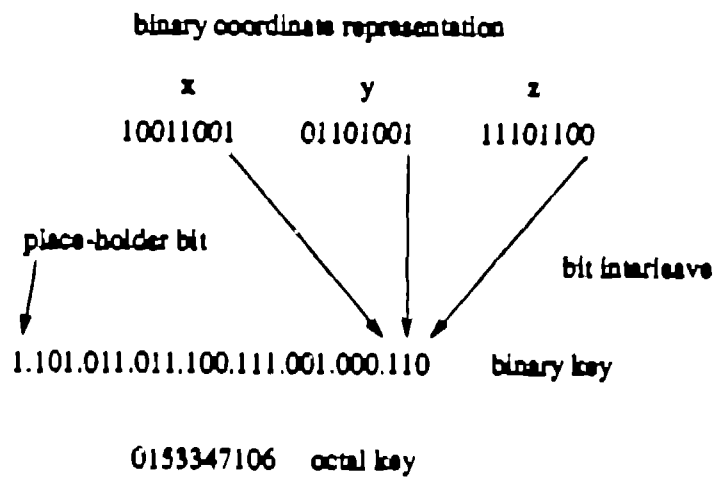 binary coordinate representation
x y z
10011001 01101001 11101100
place-holder bit
bit interleave
1.101.011.011.100.111.001.000.110 binary key
0153347106 octal key